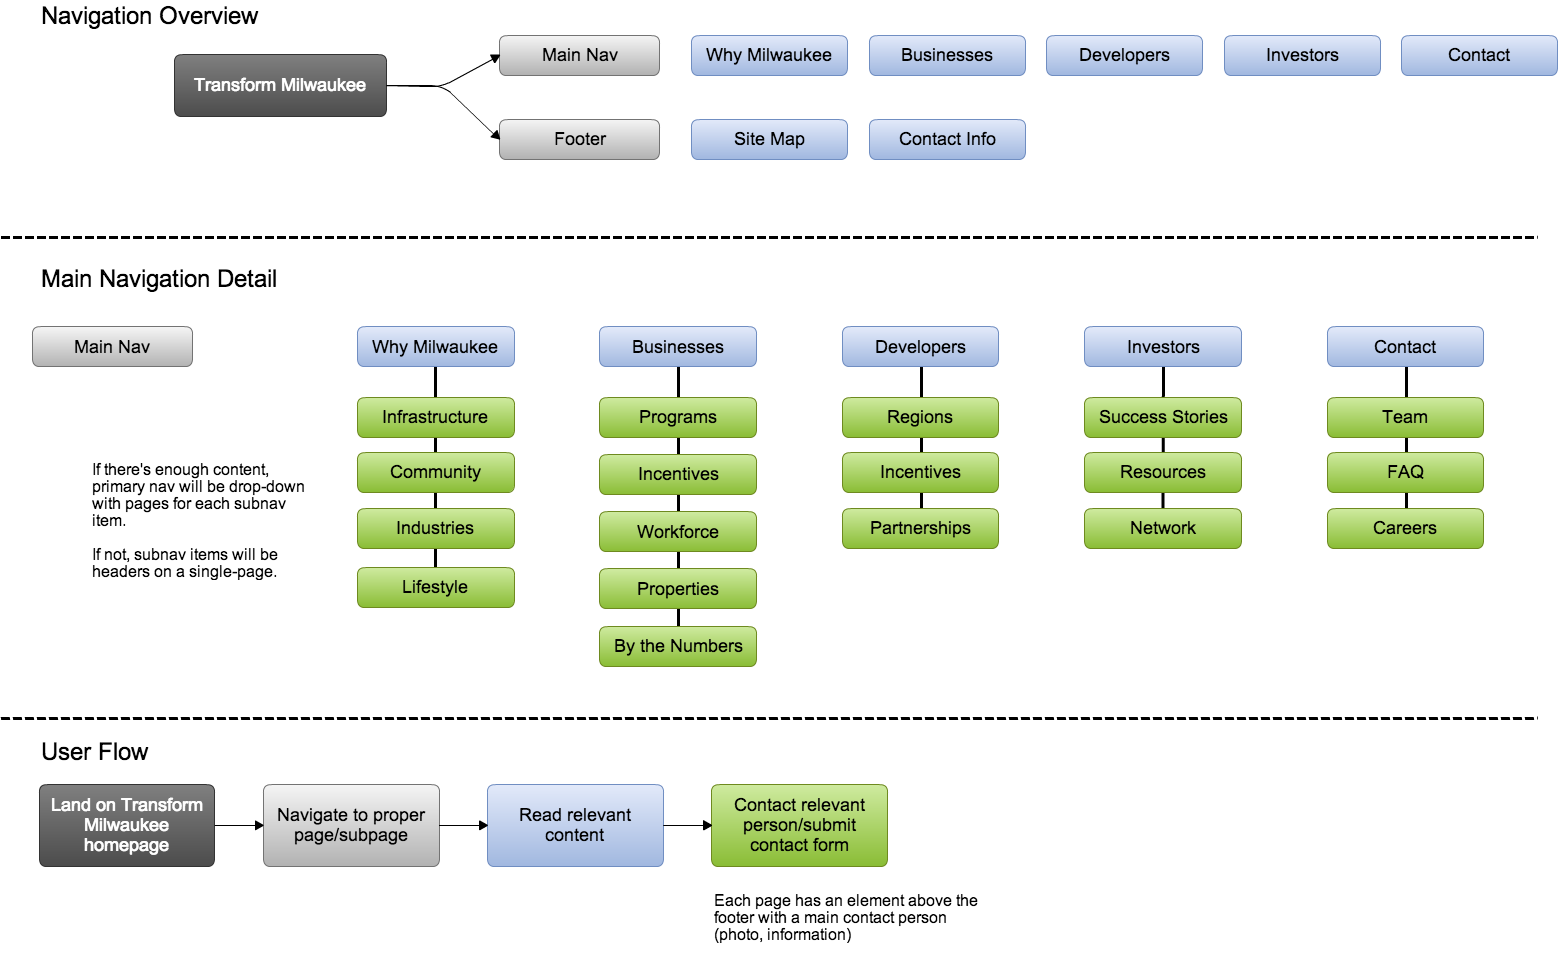 Navigation Overview
Transform Milwaukee
Main Nav
Why Milwaukee
Businesses
Developers
Investors
Contact
Footer
Site Map
Contact Info
Main Navigation Detail
Main Nav
If there's enough content,
primary nav will be drop-down
with pages for each subnav
item.
If not, subnav items will be
headers on a single-page.
Why Milwaukee
Infrastructure
Community
Industries
Lifestyle
Businesses
Programs
Incentives
Workforce
Properties
By the Numbers
Developers
Regions
Incentives
Partnerships
Investors
Success Stories
Resources
Network
Contact
Team
FAQ
Careers
User Flow
Land on Transform
Milwaukee
homepage
Navigate to proper
page/subpage
Read relevant
content
Contact relevant
person/submit
contact form
Each page has an element above the
footer with a main contact person
(photo, information)